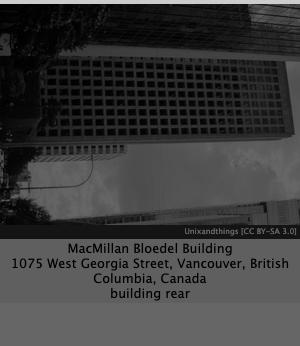 Unixandthings [CC BY-SA 3.0]
MacMillan Bloedel Building
1075 West Georgia Street, Vancouver, British
Columbia, Canada
building rear